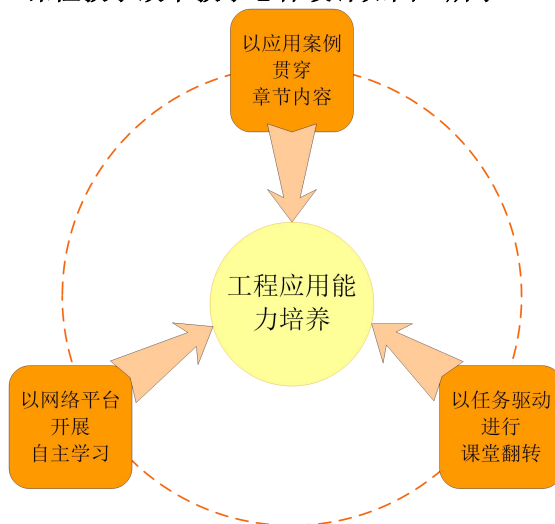 以应用案例
贯穿
章节内容
工程应用能
力培养
以网络平台
开展
自主学习
以任务驱动
进行
课堂翻转